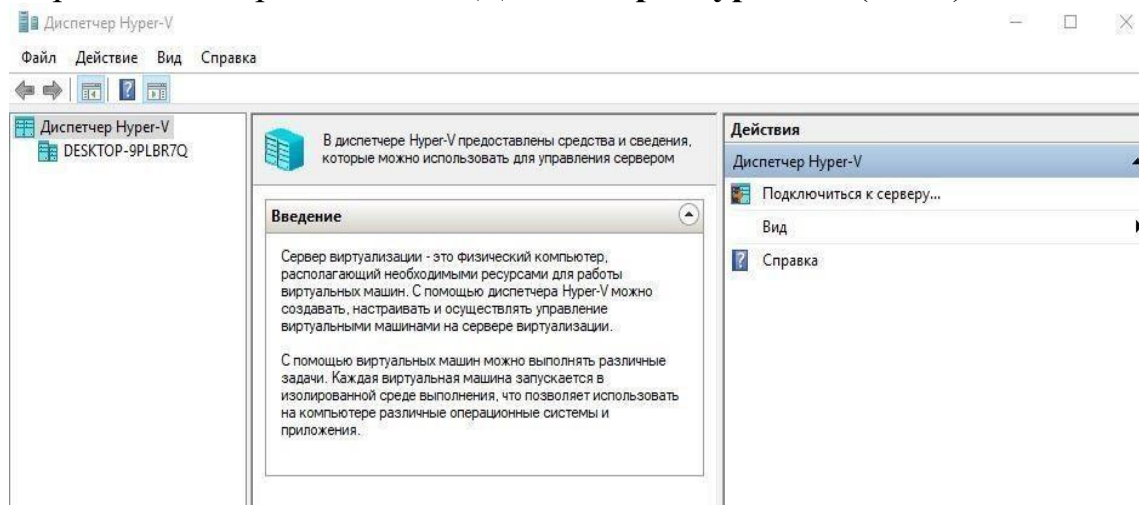 Диспетчер Hyper-V
Файл Действие Вид Справка
Диспетчер Hyper-V
DESKTOP-9PLBR7Q
В диспетчере Hyper-V предоставлены средства и сведения,
которые можно использовать для управления сервером
Введение
Сервер виртуализации - это физический компьютер,
располагающий необходимыми ресурсами для работы
виртуальных машин. С помощью диспетчера Hyper-V можно
создавать, настраивать и осуществлять управление
виртуальными машинами на сервере виртуализации.
С помощью виртуальных машин можно выполнять различные
задачи. Каждая виртуальная машина запускается в
изолированной среде выполнения, что позволяет использовать
на компьютере различные операционные системы и
приложения.
Действия
Диспетчер Hyper-V
Подключиться к серверу...
Вид
Справка